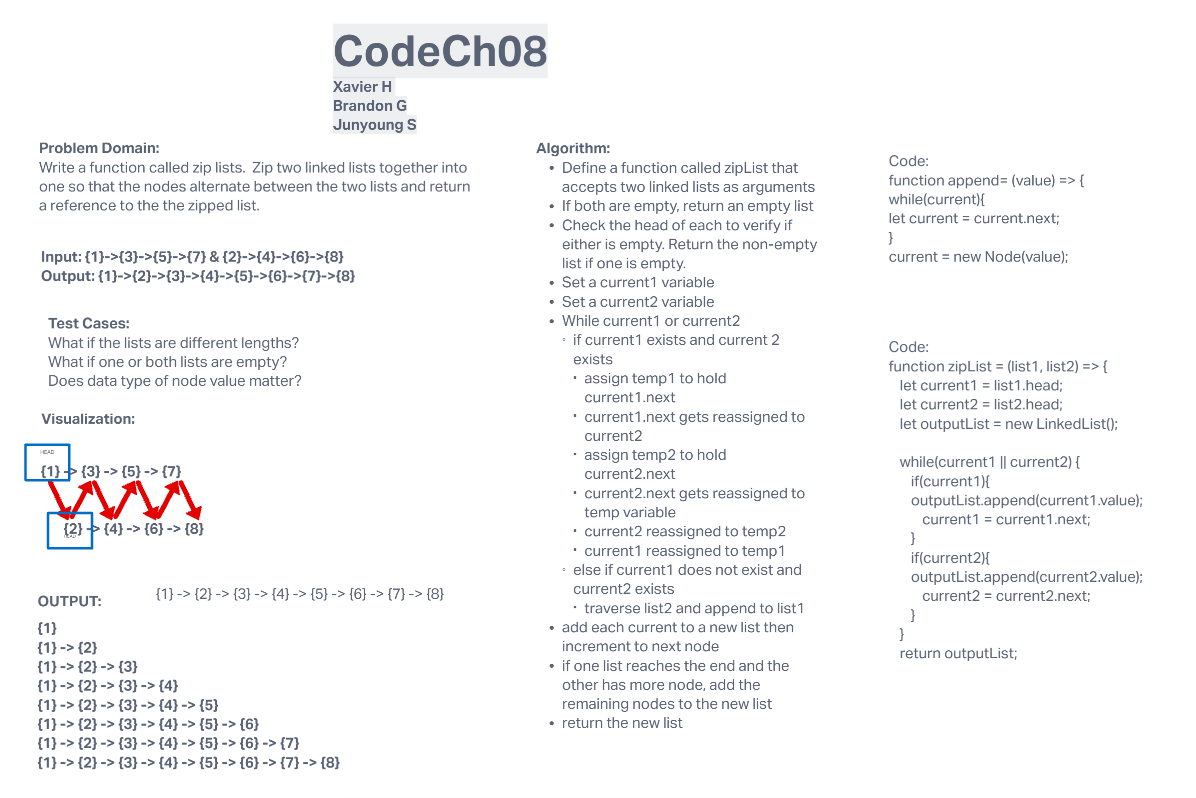 CodeCh08
Xavier H
Brandon G
Junyoung S
Problem Domain:
Write a function called zip lists. Zip two linked lists together into
one so that the nodes alternate between the two lists and return
a reference to the the zipped list.
Input: {1}->{3}->{5}->{7} & {2}->{4}->{6}->{8}
Output: {1}->{2}->{3}->{4}->{5}->{6}->{7}->{8}
Test Cases:
What if the lists are different lengths?
What if one or both lists are empty?
Does data type of node value matter?
Visualization:
HEAD
{1} -> {3} -> {5} -> {7}
{2} -> {4} -> {6} -> {8}
HEAD
OUTPUT:
{1} -> {2} -> {3} -> {4} -> {5} -> {6} -> {7} -> {8}
{1}
{1} -> {2}
{1} -> {2} -> {3}
{1} -> {2} -> {3} -> {4}
{1} -> {2} -> {3} -> {4} -> {5}
{1} -> {2} -> {3} -> {4} -> {5} -> {6}
{1} -> {2} -> {3} -> {4} -> {5} -> {6} -> {7}
{1} -> {2} -> {3} -> {4} -> {5} -> {6} -> {7} -> {8}
Algorithm:
• Define a function called zipList that
accepts two linked lists as arguments
• If both are empty, return an empty list
• Check the head of each to verify if
either is empty. Return the non-empty
list if one is empty.
• Set a current1 variable
• Set a current2 variable
• While current1 or current2
◦ if current1 exists and current 2
exists
▪ assign temp1 to hold
current1.next
▪ current1.next gets reassigned to
current2
▪ assign temp2 to hold
current2.next
▪ current2.next gets reassigned to
temp variable
▪ current2 reassigned to temp2
▪ current1 reassigned to temp1
◦ else if current1 does not exist and
current2 exists
▪ traverse list2 and append to list1
• add each current to a new list then
increment to next node
• if one list reaches the end and the
other has more node, add the
remaining nodes to the new list
• return the new list
Code:
function append= (value) => {
while(current){
let current = current.next;
}
current = new Node(value);
Code:
function zipList = (list1, list2) => {
let current1 = list1.head;
let current2 = list2.head;
let outputList = new LinkedList();
while(current1 || current2) {
if(current1){
outputList.append(current1.value);
current1 = current1.next;
}
if(current2){
outputList.append(current2.value);
current2 = current2.next;
}
}
return outputList;